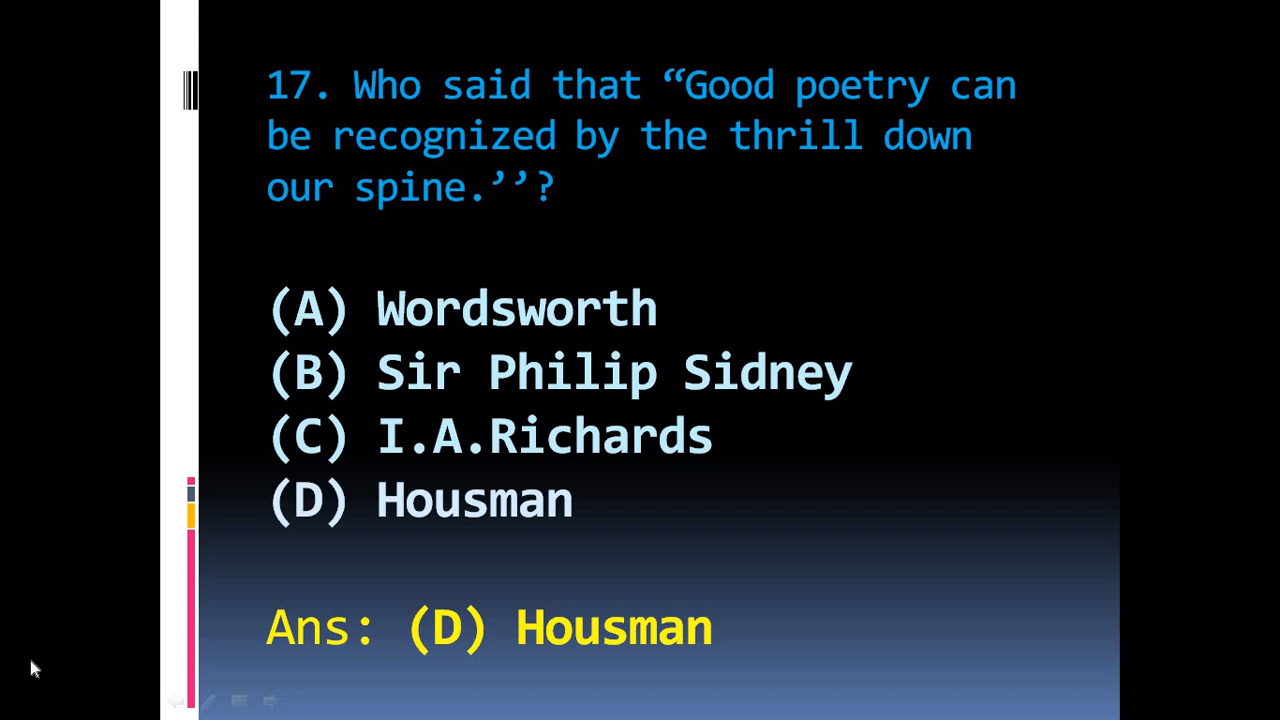 17. Who said that “Good poetry can
be recognized by the thrill down
our spine.’’?
(A) Wordsworth
(B) Sir Philip Sidney
(C) I.A.Richards
(D) Housman
Ans: (D) Housman